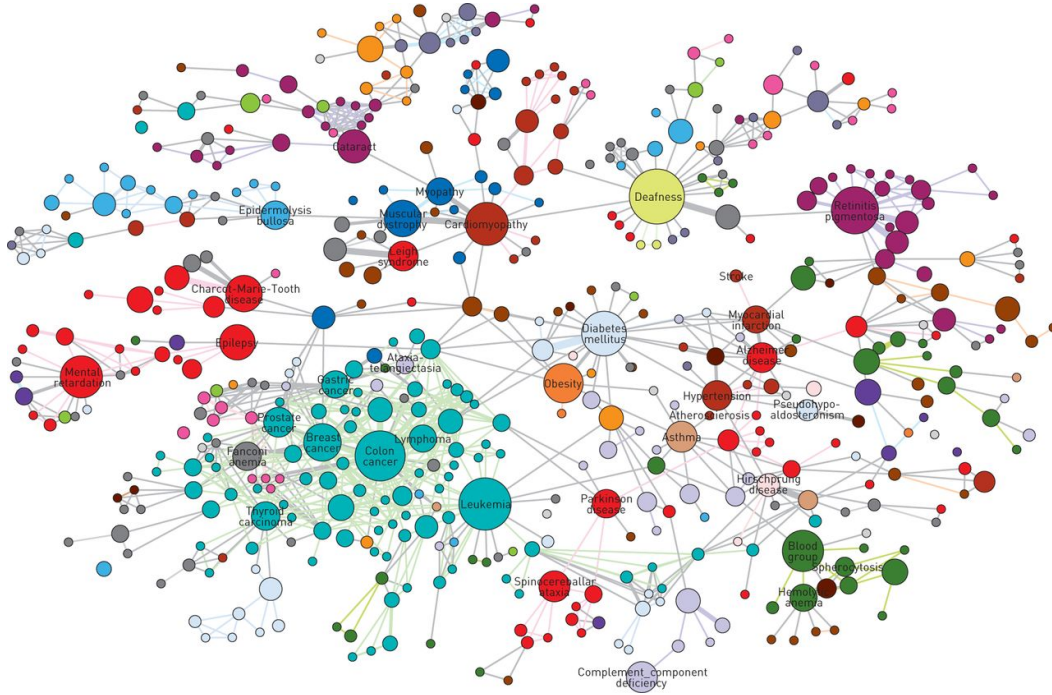 Cataract
Deafness
Myopathy
Muscular
dystrophy
Cardiomyopathy
Epidermolysis
bullosa
Retinitis
pigmentosa
Leigh
syndrome
Charcot-Marie-Tooth
disease
Stroke
Myocardial
infarction
Diabetes
mellitus
Epilepsy
Alzheimer
disease
Mental
retardation
Ataxia-
telangiectasia
Gastric
cancer
Obesity
Hypertension
Pseudohypo-
aldosteronism
Prostate
cancer
Atherosclerosis
Breast
cancer
Lymphoma
Asthma
Fanconi
anemia
Colon
cancer
Hirschprung
disease
Leukemia
Parkinson
disease
Thyroid
carcinoma
Blood
group
Spherocytosis
Spinocereballar
ataxia
Hemolytic
anemia
Complement_component
deficiency